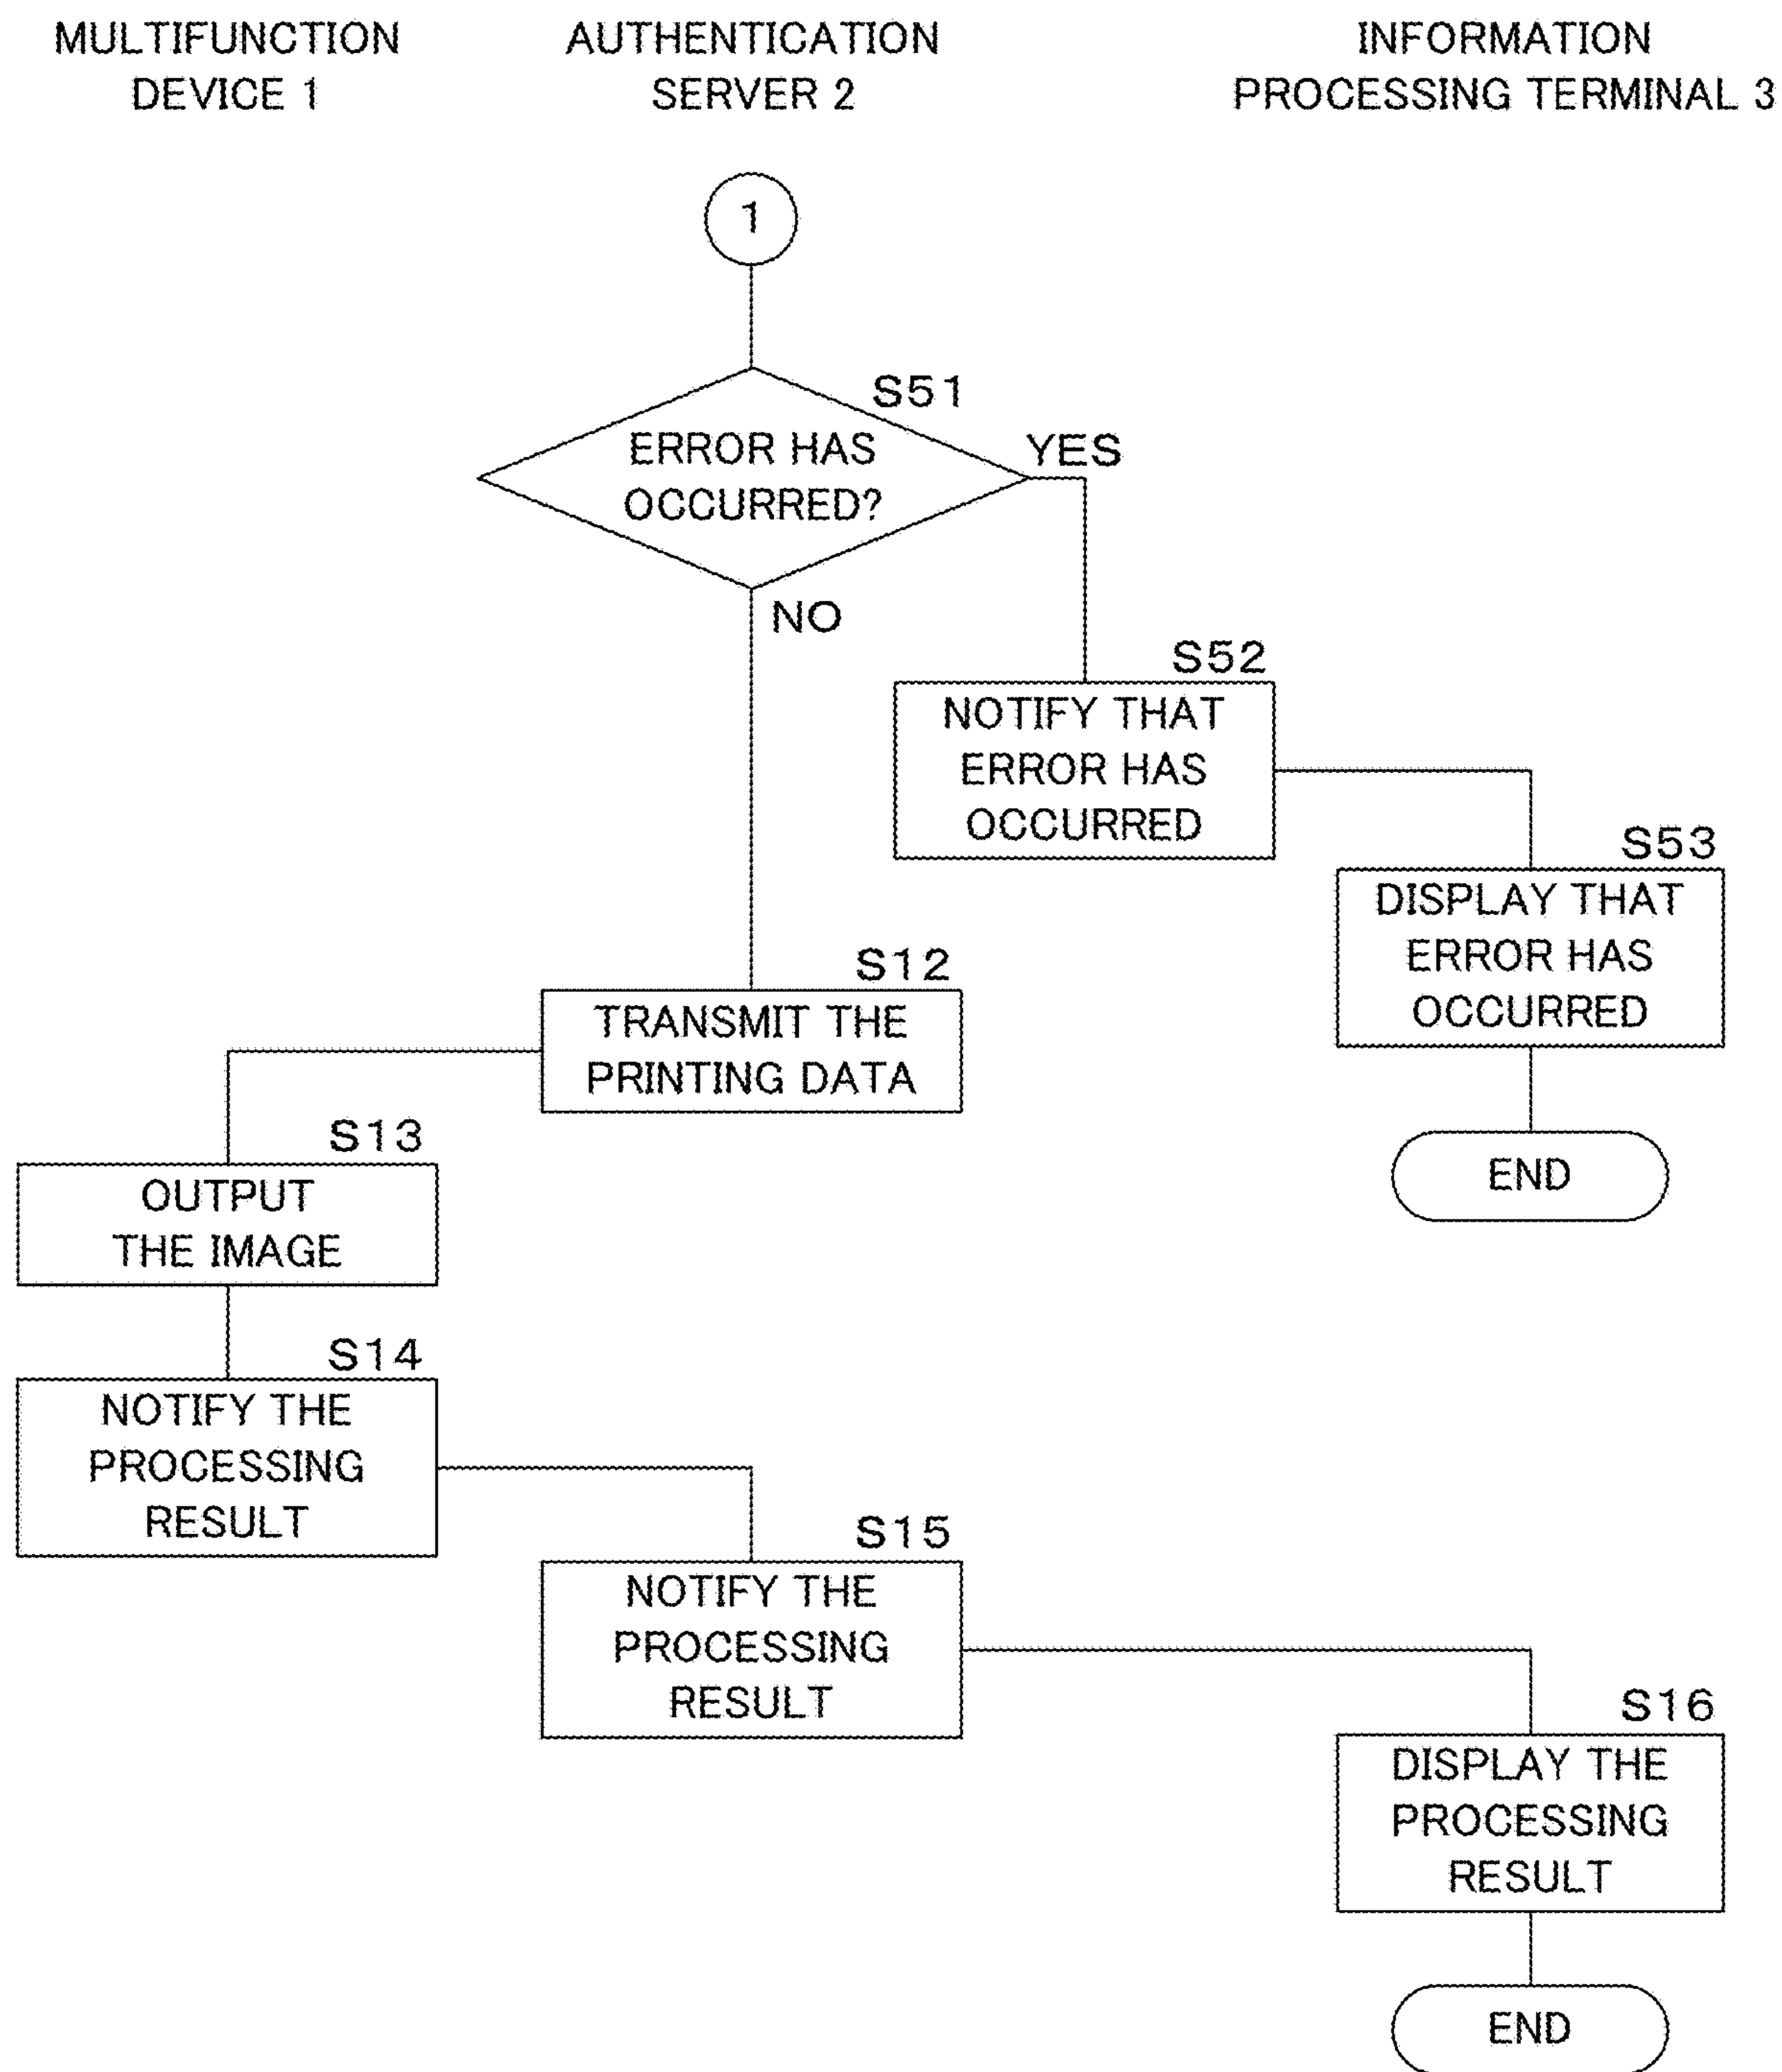 MULTIFUNCTION
DEVICE 1
AUTHENTICATION
SERVER 2
INFORMATION
PROCESSING TERMINAL 3
1
S51
ERROR HAS
OCCURRED?
YES
NO
S52
NOTIFY THAT
ERROR HAS
OCCURRED
S53
DISPLAY THAT
ERROR HAS
OCCURRED
END
S12
TRANSMIT THE
PRINTING DATA
S13
OUTPUT
THE IMAGE
S14
NOTIFY THE
PROCESSING
RESULT
S15
NOTIFY THE
PROCESSING
RESULT
S16
DISPLAY THE
PROCESSING
RESULT
END